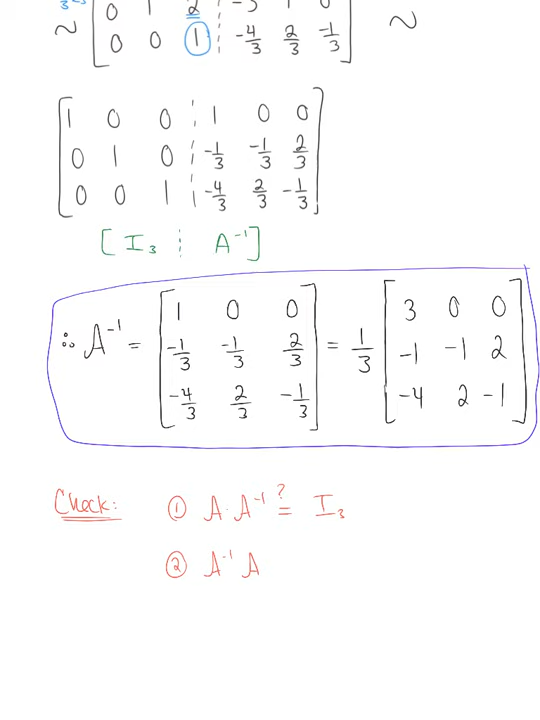 ~ 0 1 2 ⋮ -3 1 0
0 0 1 ⋮ -4/3 2/3 -1/3 ~
1 0 0 ⋮ 1 0 0
0 1 0 ⋮ -1/3 -1/3 2/3
0 0 1 ⋮ -4/3 2/3 -1/3
[ I₃ ⋮ A⁻¹ ]
∴ A⁻¹ = [ 1 0 0 ; -1/3 -1/3 2/3 ; -4/3 2/3 -1/3 ] = 1/3 [ 3 0 0 ; -1 -1 2 ; -4 2 -1 ]
Check: ① A · A⁻¹ ?= I₃
② A⁻¹ A